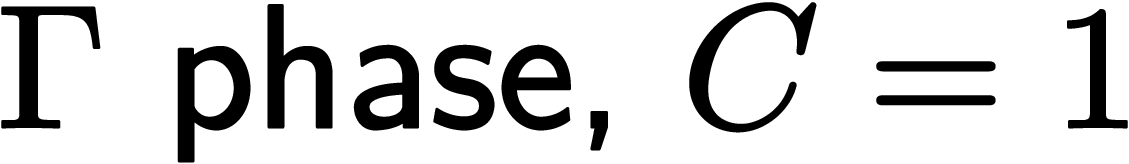 Γ phase, C = 1